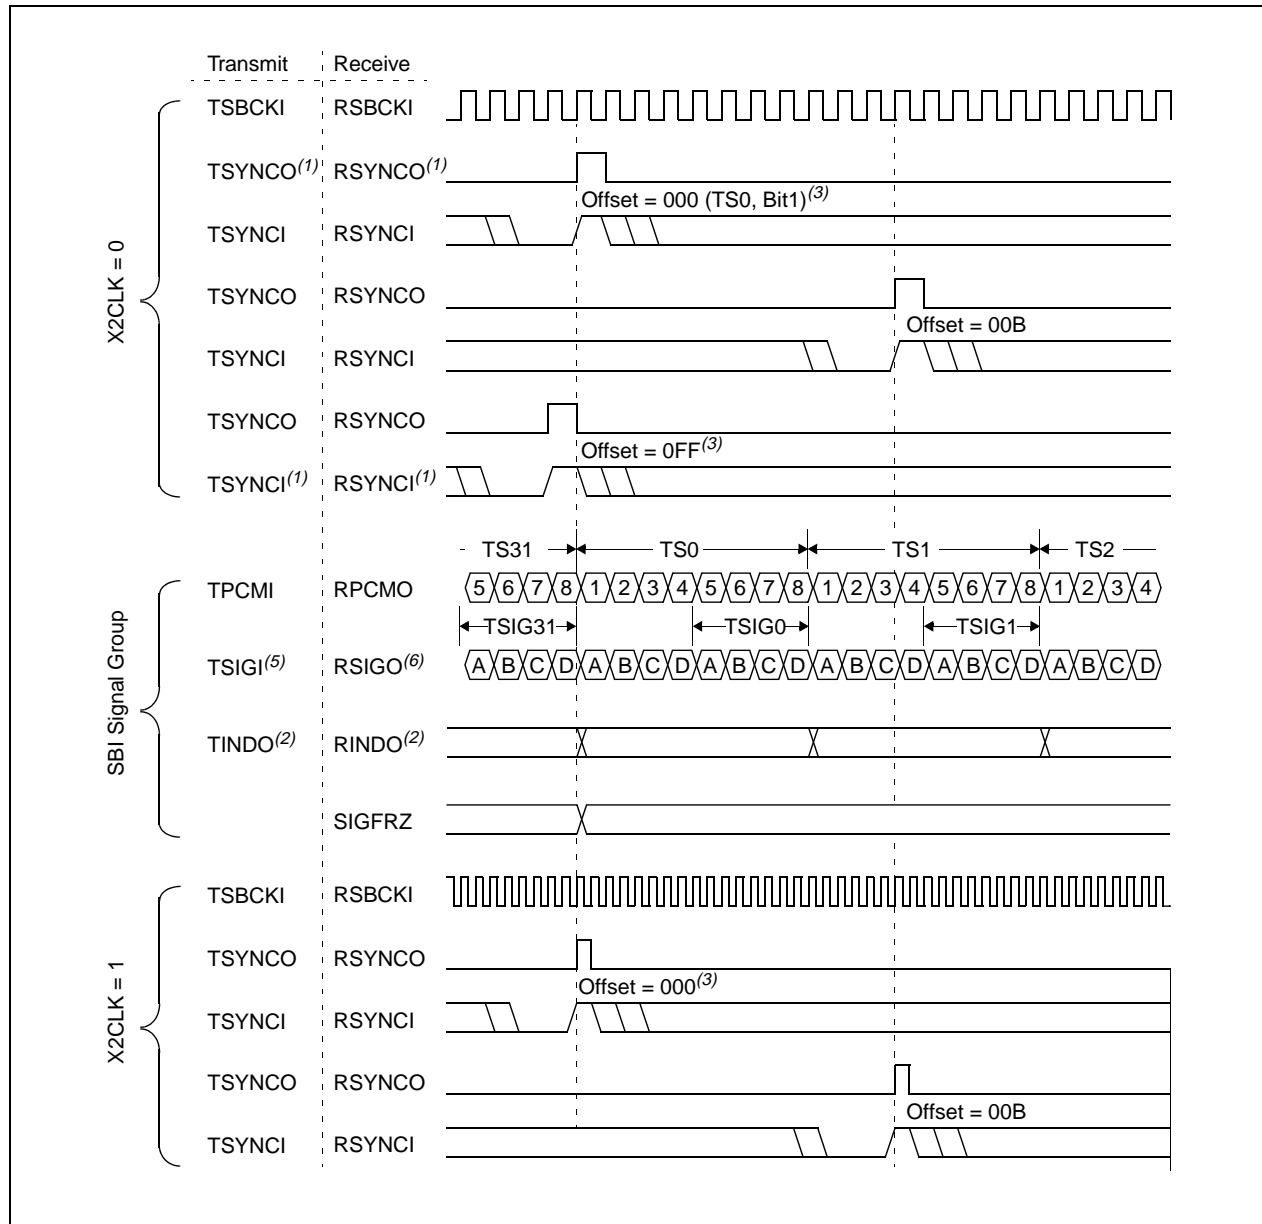 Transmit Receive
X2CLK = 0
TSBCKI RSBCKI
TSYNCO(1) RSYNCO(1)
Offset = 000 (TS0, Bit1)(3)
TSYNCI RSYNCI
TSYNCO RSYNCO
Offset = 00B
TSYNCI RSYNCI
TSYNCO RSYNCO
Offset = 0FF(3)
TSYNCI(1) RSYNCI(1)
SBI Signal Group
TS31 TS0 TS1 TS2
TPCMI RPCMO 5 6 7 8 1 2 3 4 5 6 7 8 1 2 3 4 5 6 7 8 1 2 3 4
TSIG31 TSIG0 TSIG1
TSIGI(5) RSIGO(6) A B C D A B C D A B C D A B C D A B C D A B C D
TINDO(2) RINDO(2)
SIGFRZ
X2CLK = 1
TSBCKI RSBCKI
TSYNCO RSYNCO
Offset = 000(3)
TSYNCI RSYNCI
TSYNCO RSYNCO
Offset = 00B
TSYNCI RSYNCI